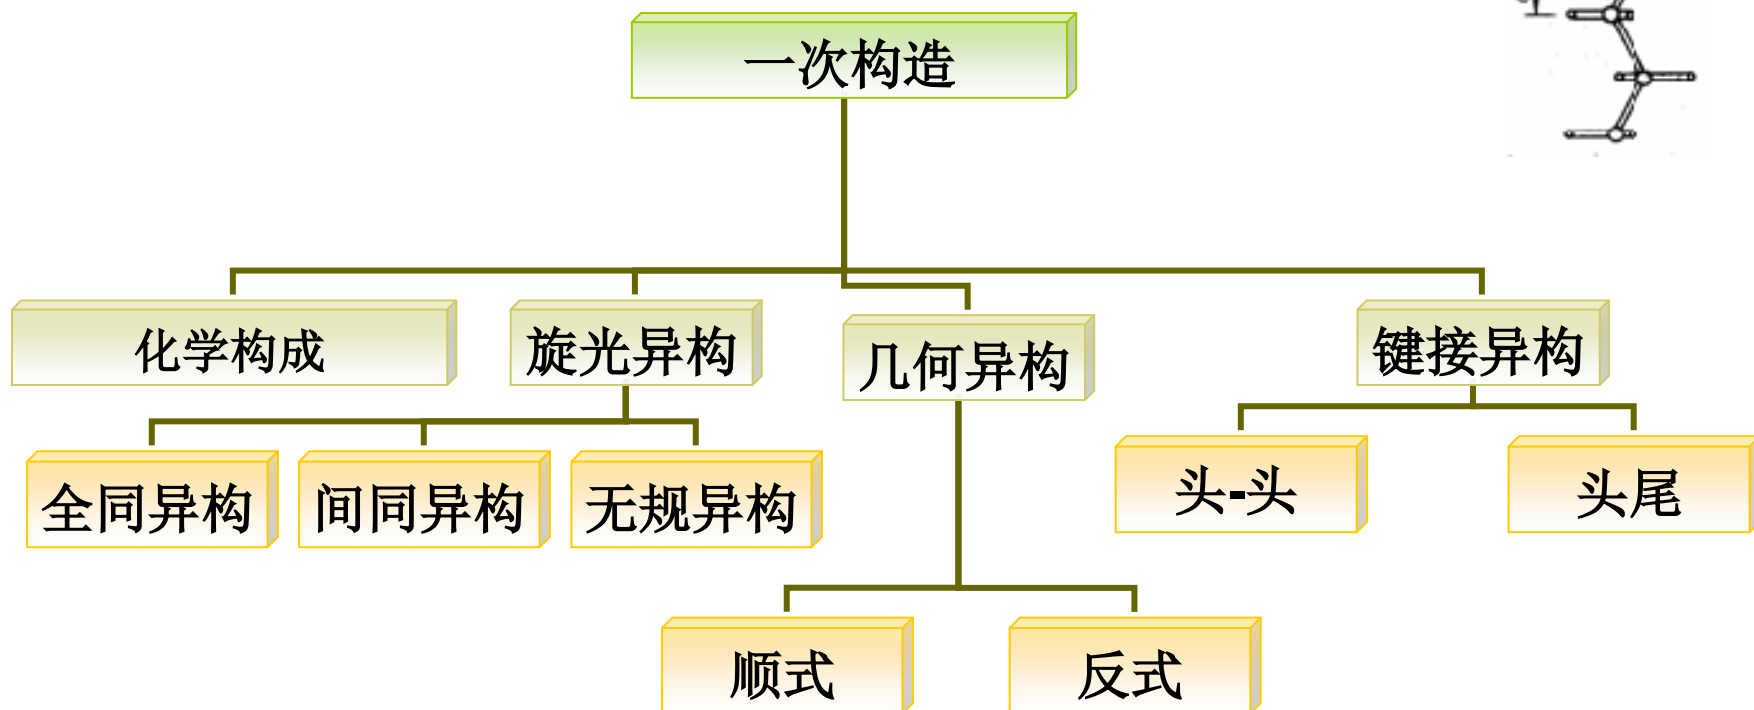 一次构造
化学构成
旋光异构
几何异构
键接异构
全同异构
间同异构
无规异构
头-头
头尾
顺式
反式